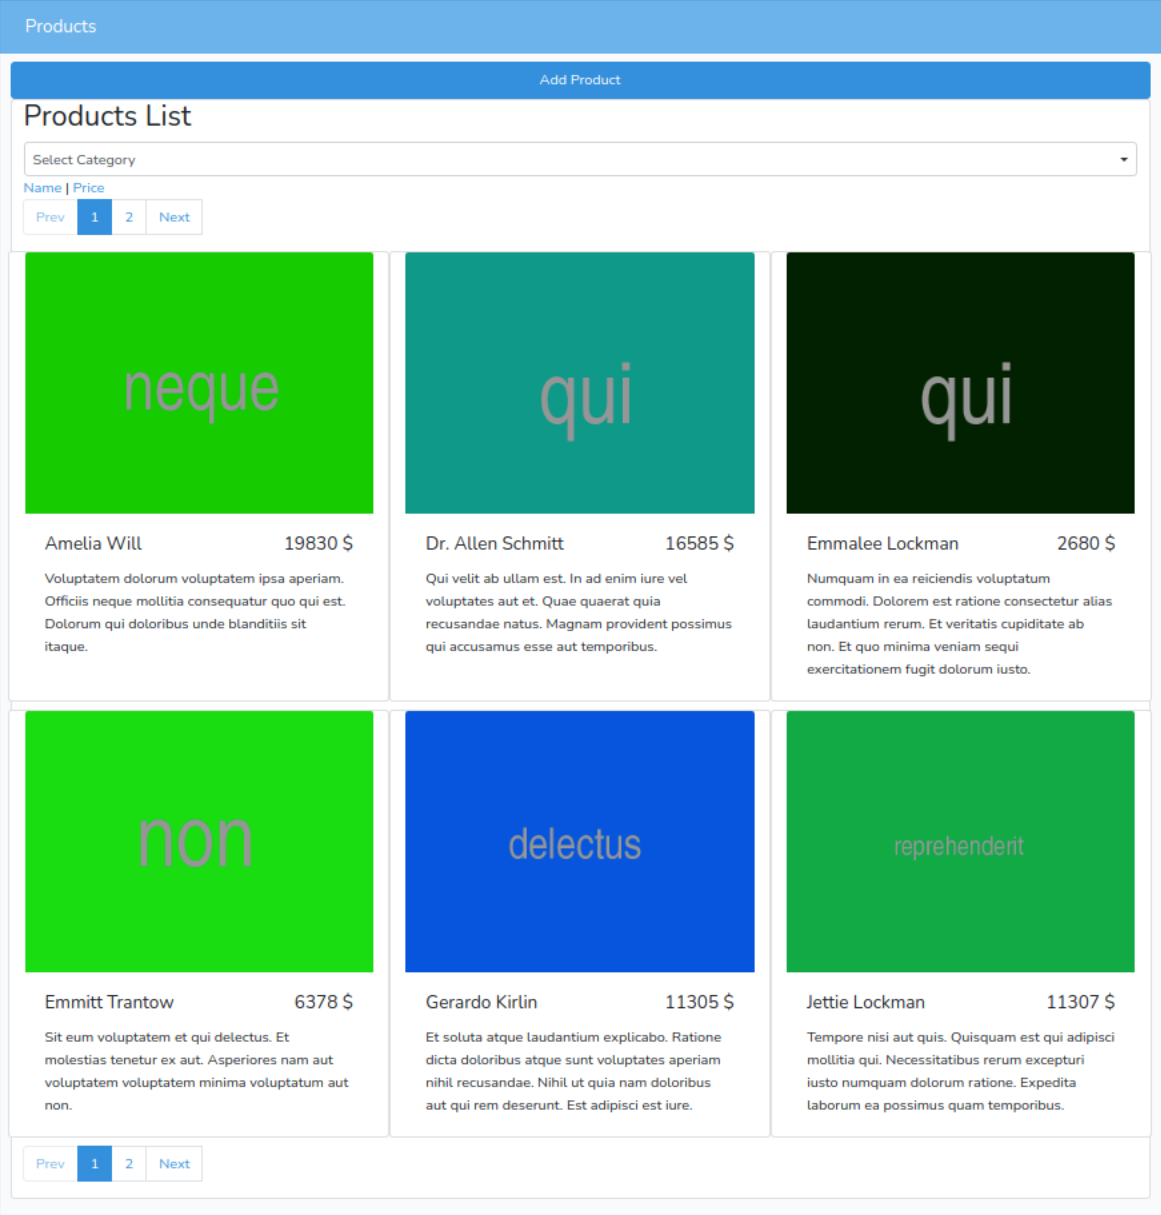 Products
Add Product
Products List
Select Category
Name | Price
Prev 1 2 Next
neque
qui
qui
Amelia Will 19830 $
Voluptatem dolorum voluptatem ipsa aperiam.
Officiis neque mollitia consequatur quo qui est.
Dolorum qui doloribus unde blanditiis sit
itaque.
Dr. Allen Schmitt 16585 $
Qui velit ab ullam est. In ad enim iure vel
voluptates aut et. Quae quaerat quia
recusandae natus. Magnam provident possimus
qui accusamus esse aut temporibus.
Emmalee Lockman 2680 $
Numquam in ea reiciendis voluptatum
commodi. Dolorem est ratione consectetur alias
laudantium rerum. Et veritatis cupiditate ab
non. Et quo minima veniam sequi
exercitationem fugit dolorum iusto.
non
delectus
reprehenderit
Emmitt Trantow 6378 $
Sit eum voluptatem et qui delectus. Et
molestias tenetur ex aut. Asperiores nam aut
voluptatem voluptatem minima voluptatum aut
non.
Gerardo Kirlin 11305 $
Et soluta atque laudantium explicabo. Ratione
dicta doloribus atque sunt voluptates aperiam
nihil recusandae. Nihil ut quia nam doloribus
aut qui rem deserunt. Est adipisci est iure.
Jettie Lockman 11307 $
Tempore nisi aut quis. Quisquam est qui adipisci
mollitia qui. Necessitatibus rerum excepturi
iusto numquam dolorum ratione. Expedita
laborum ea possimus quam temporibus.
Prev 1 2 Next